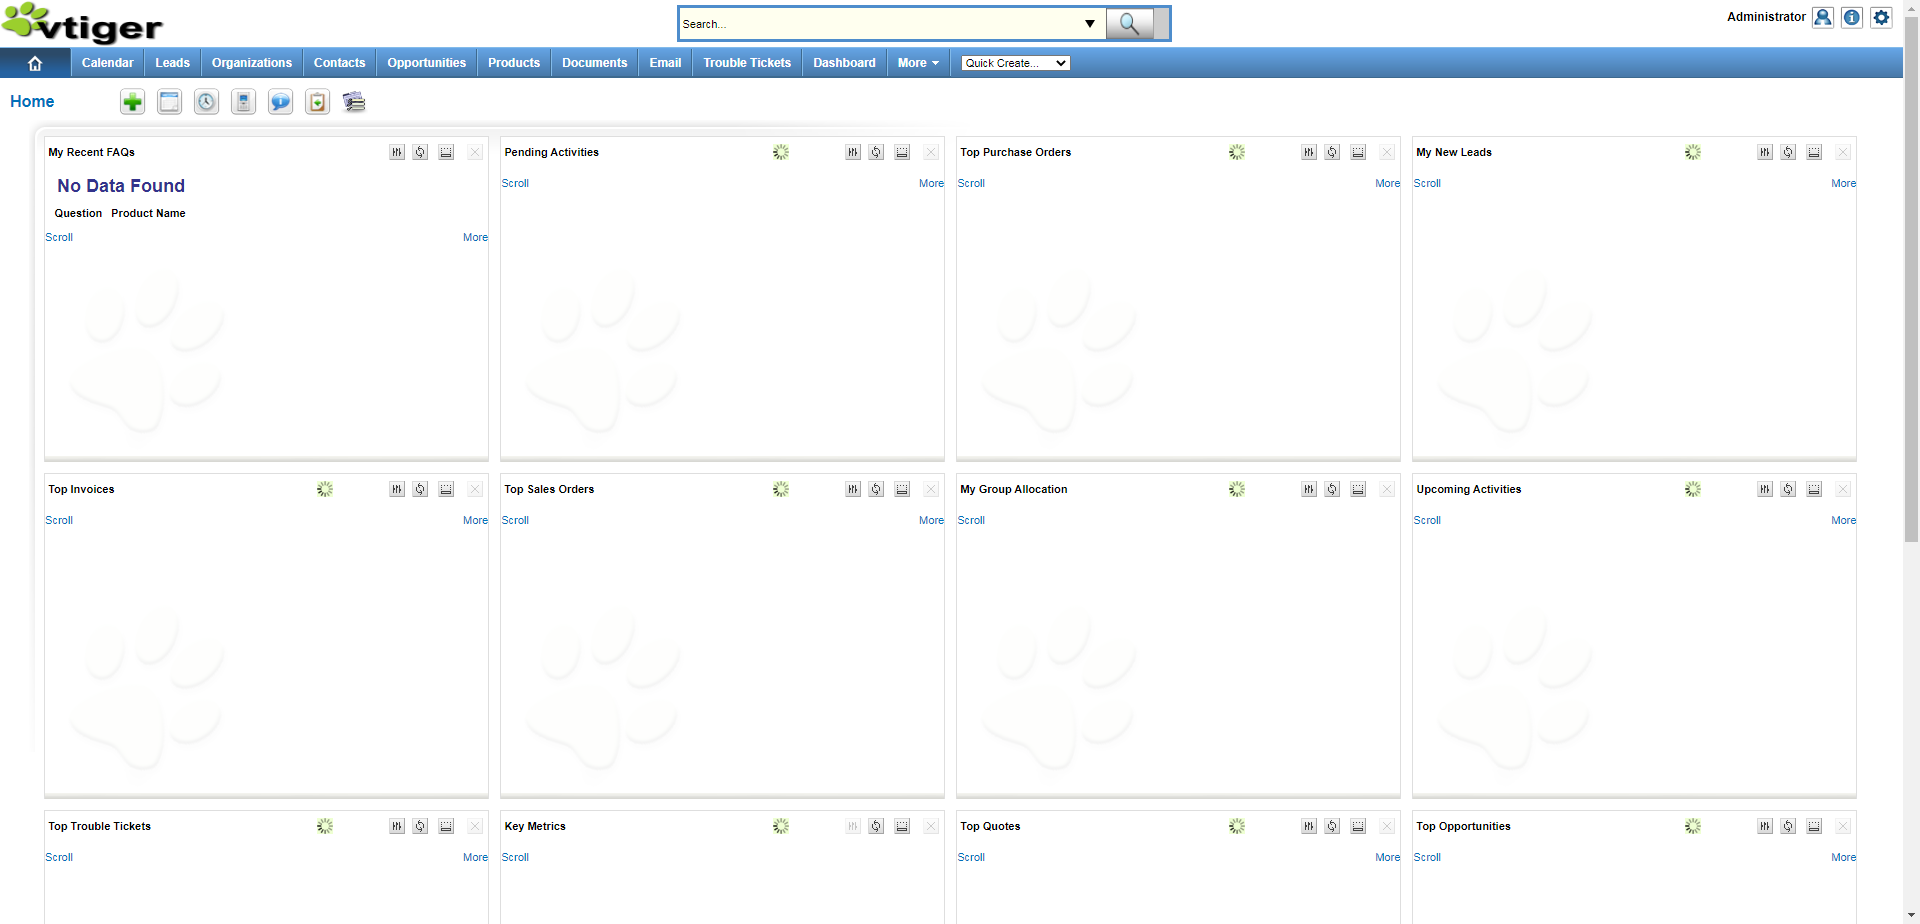 vtiger
Search...
Administrator
Calendar Leads Organizations Contacts Opportunities Products Documents Email Trouble Tickets Dashboard More Quick Create...
Home
My Recent FAQs
No Data Found
Question Product Name
Scroll More
Pending Activities
Scroll More
Top Purchase Orders
Scroll More
My New Leads
Scroll More
Top Invoices
Scroll More
Top Sales Orders
Scroll More
My Group Allocation
Scroll More
Upcoming Activities
Scroll More
Top Trouble Tickets
Scroll More
Key Metrics
Scroll
Top Quotes
Scroll More
Top Opportunities
Scroll More